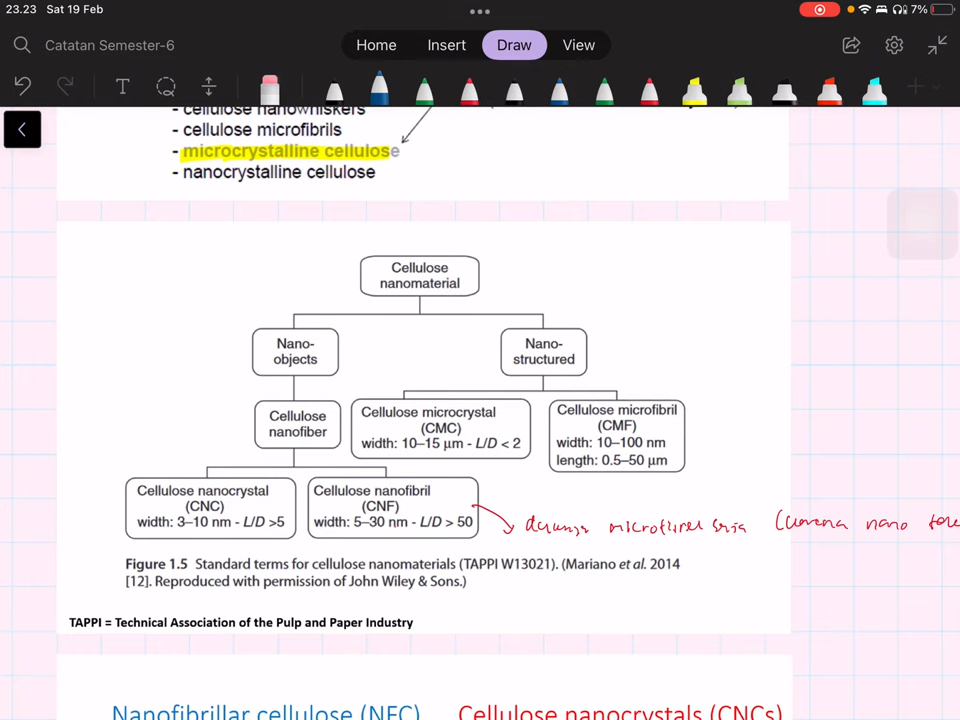 23.23 Sat 19 Feb
7%
Catatan Semester-6
Home Insert Draw View
- cellulose nanowhiskers
- cellulose microfibrils
- microcrystalline cellulose
- nanocrystalline cellulose
Cellulose
nanomaterial
Nano-
objects
Nano-
structured
Cellulose
nanofiber
Cellulose microcrystal
(CMC)
width: 10–15 μm - L/D < 2
Cellulose microfibril
(CMF)
width: 10–100 nm
length: 0.5–50 μm
Cellulose nanocrystal
(CNC)
width: 3–10 nm - L/D >5
Cellulose nanofibril
(CNF)
width: 5–30 nm - L/D > 50
nano
Figure 1.5 Standard terms for cellulose nanomaterials (TAPPI W13021). (Mariano et al. 2014
[12]. Reproduced with permission of John Wiley & Sons.)
TAPPI = Technical Association of the Pulp and Paper Industry
Nanofibrillar cellulose (NFC) Cellulose nanocrystals (CNCs)